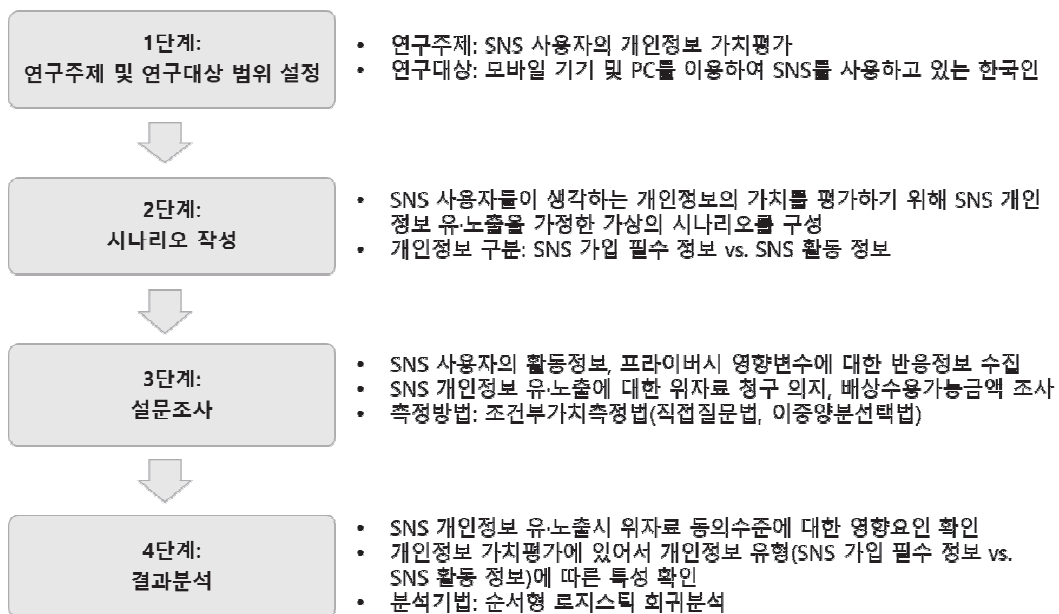 1단계:
연구주제 및 연구대상 범위 설정
• 연구주제: SNS 사용자의 개인정보 가치평가
• 연구대상: 모바일 기기 및 PC를 이용하여 SNS를 사용하고 있는 한국인
2단계:
시나리오 작성
• SNS 사용자들이 생각하는 개인정보의 가치를 평가하기 위해 SNS 개인
정보 유·노출을 가정한 가상의 시나리오를 구성
• 개인정보 구분: SNS 가입 필수 정보 vs. SNS 활동 정보
3단계:
설문조사
• SNS 사용자의 활동정보, 프라이버시 영향변수에 대한 반응정보 수집
• SNS 개인정보 유·노출에 대한 위자료 청구 의지, 배상수용가능금액 조사
• 측정방법: 조건부가치측정법(직접질문법, 이중양분선택법)
4단계:
결과분석
• SNS 개인정보 유·노출시 위자료 동의수준에 대한 영향요인 확인
• 개인정보 가치평가에 있어서 개인정보 유형(SNS 가입 필수 정보 vs.
SNS 활동 정보)에 따른 특성 확인
• 분석기법: 순서형 로지스틱 회귀분석